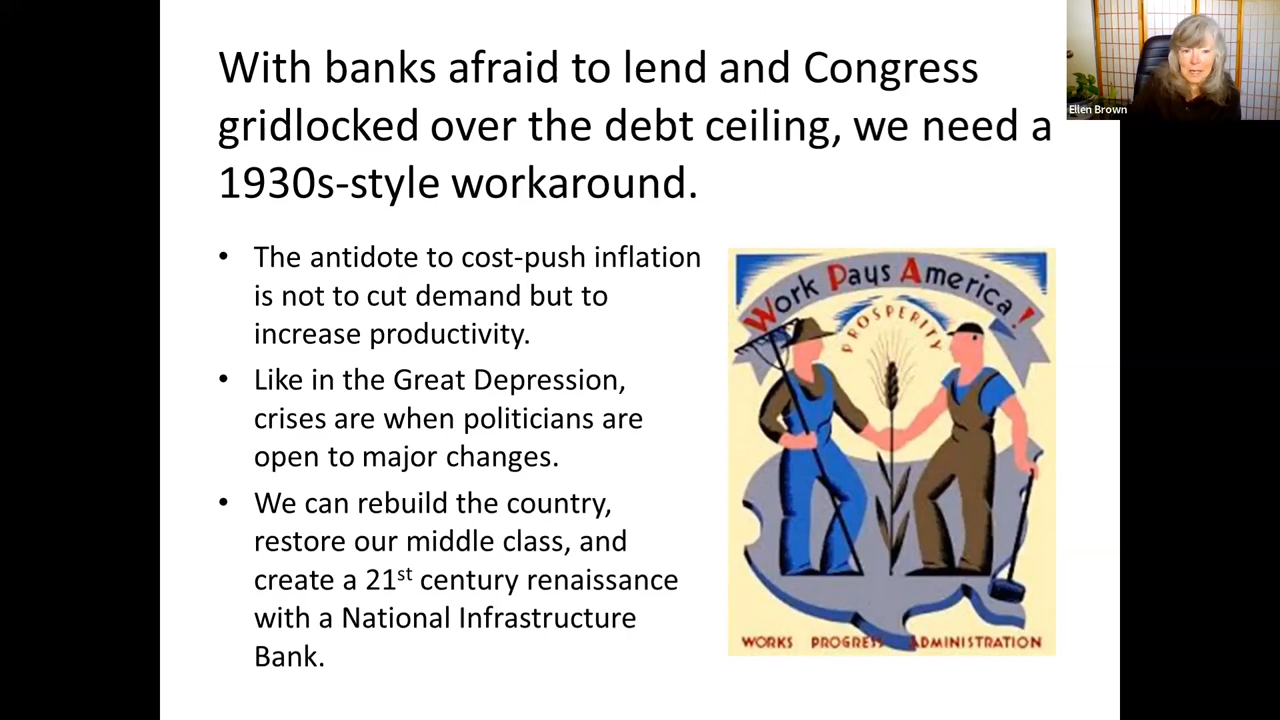 With banks afraid to lend and Congress
gridlocked over the debt ceiling, we need a
1930s-style workaround.
Ellen Brown
• The antidote to cost-push inflation
is not to cut demand but to
increase productivity.
• Like in the Great Depression,
crises are when politicians are
open to major changes.
• We can rebuild the country,
restore our middle class, and
create a 21st century renaissance
with a National Infrastructure
Bank.
Work Pays America!
PROSPERITY
WORKS PROGRESS ADMINISTRATION